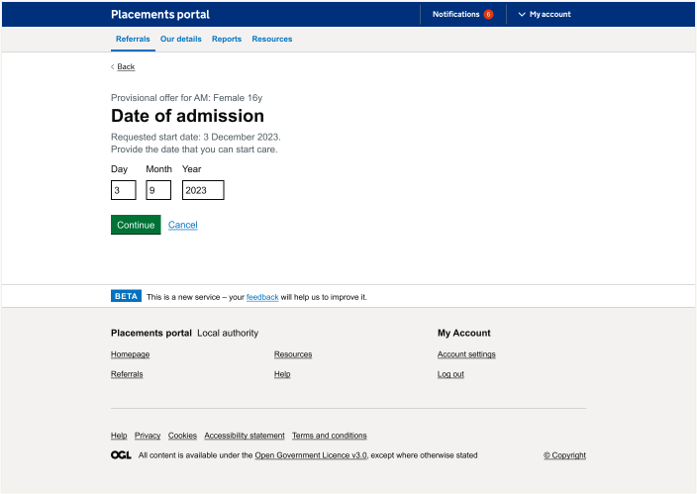 Placements portal Notifications 6 My account
Referrals Our details Reports Resources
< Back
Provisional offer for AM: Female 16y
Date of admission
Requested start date: 3 December 2023.
Provide the date that you can start care.
Day Month Year
3 9 2023
Continue Cancel
BETA This is a new service – your feedback will help us to improve it.
Placements portal Local authority My Account
Homepage Resources Account settings
Referrals Help Log out
Help Privacy Cookies Accessibility statement Terms and conditions
OGL All content is available under the Open Government Licence v3.0, except where otherwise stated © Copyright